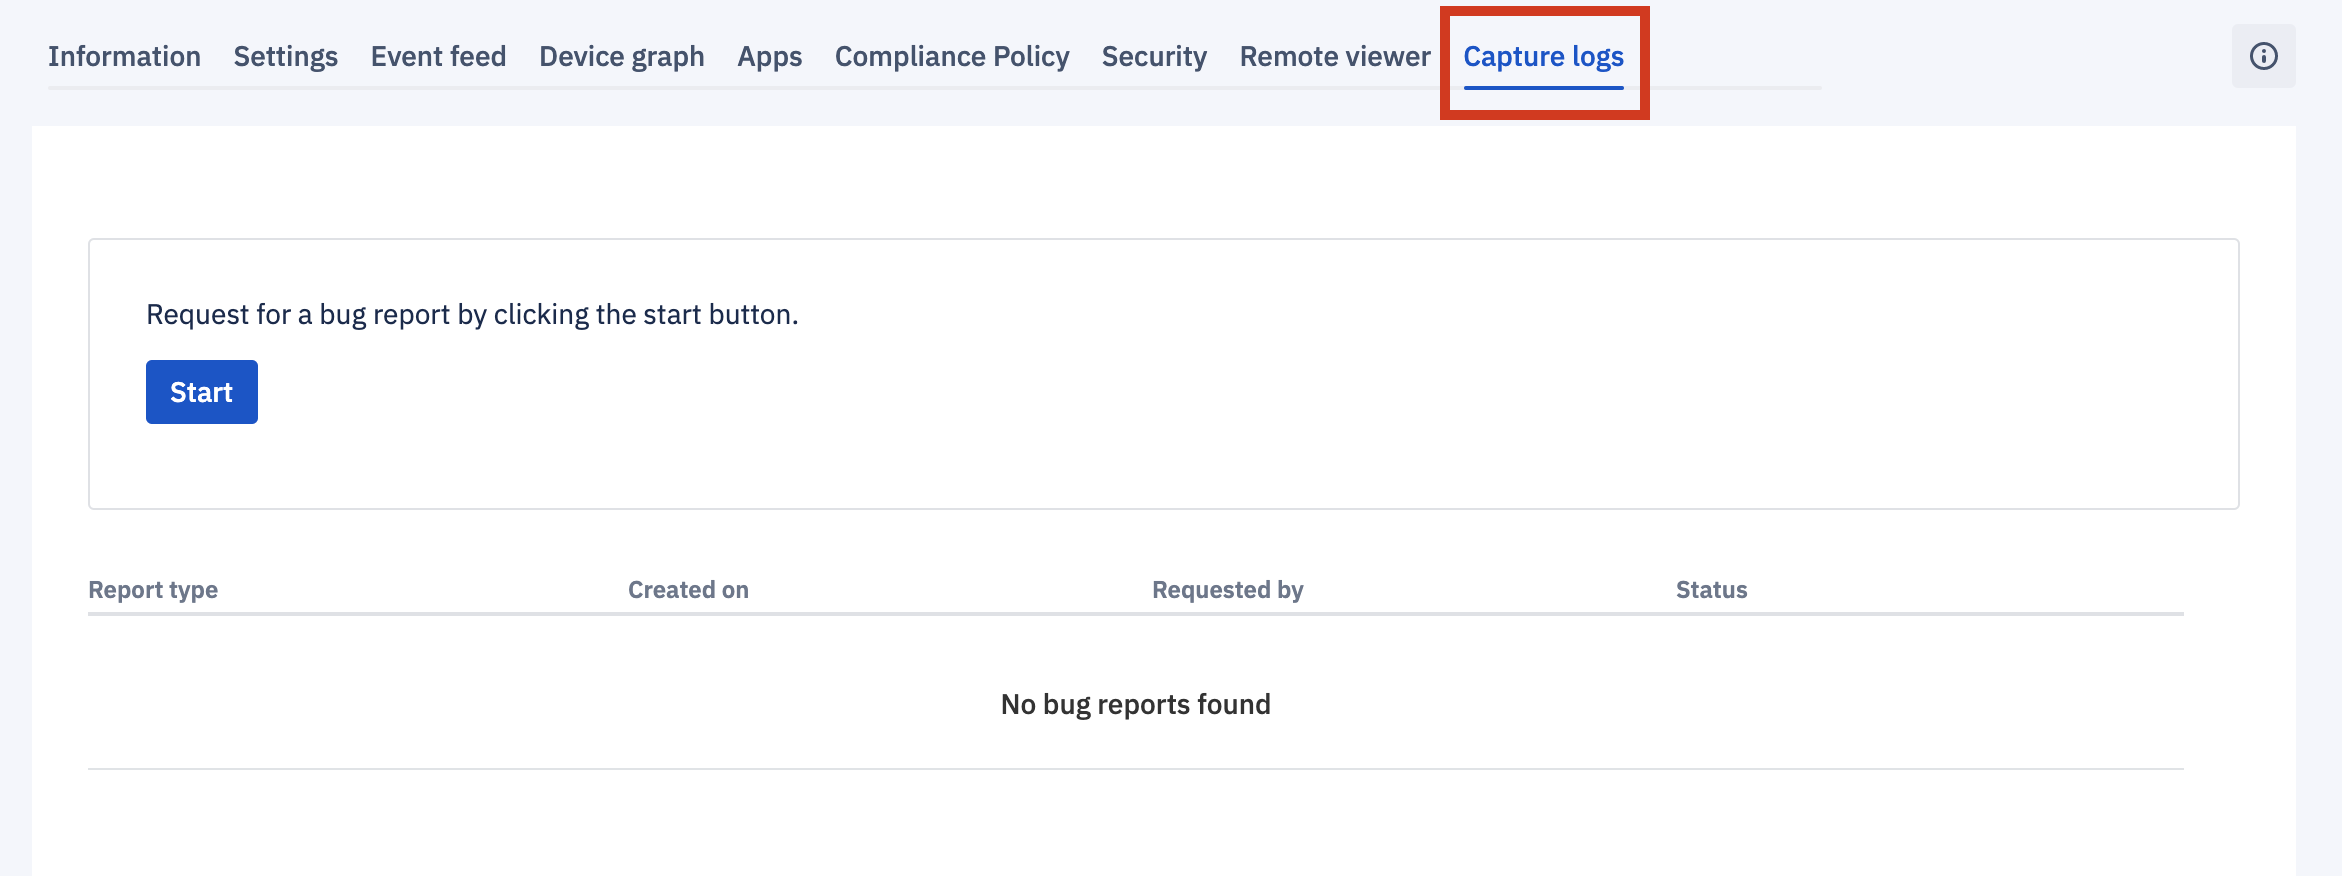 Information Settings Event feed Device graph Apps Compliance Policy Security Remote viewer Capture logs
Request for a bug report by clicking the start button.
Start
Report type Created on Requested by Status
No bug reports found